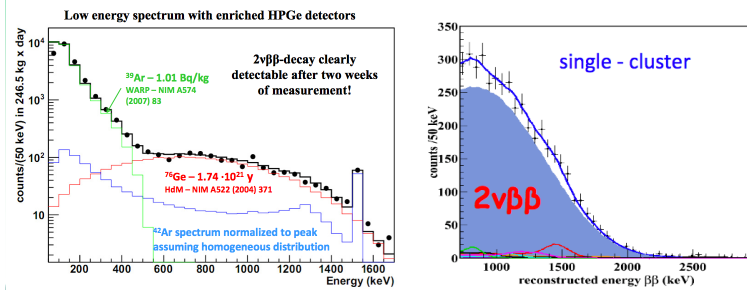 Low energy spectrum with enriched HPGe detectors
counts/(50 keV) in 246.5 kg x day
10⁴
10³
10²
10
³⁹Ar – 1.01 Bq/kg
WARP – NIM A574
(2007) 83
2νββ-decay clearly
detectable after two weeks
of measurement!
⁷⁶Ge – 1.74 ·10²¹ y
HdM – NIM A522 (2004) 371
⁴²Ar spectrum normalized to peak
assuming homogeneous distribution
200 400 600 800 1000 1200 1400 1600
Energy (keV)
counts/50 keV
350
300
250
200
150
100
50
0
single - cluster
2νββ
1000 1500 2000 2500
reconstructed energy ββ (keV)